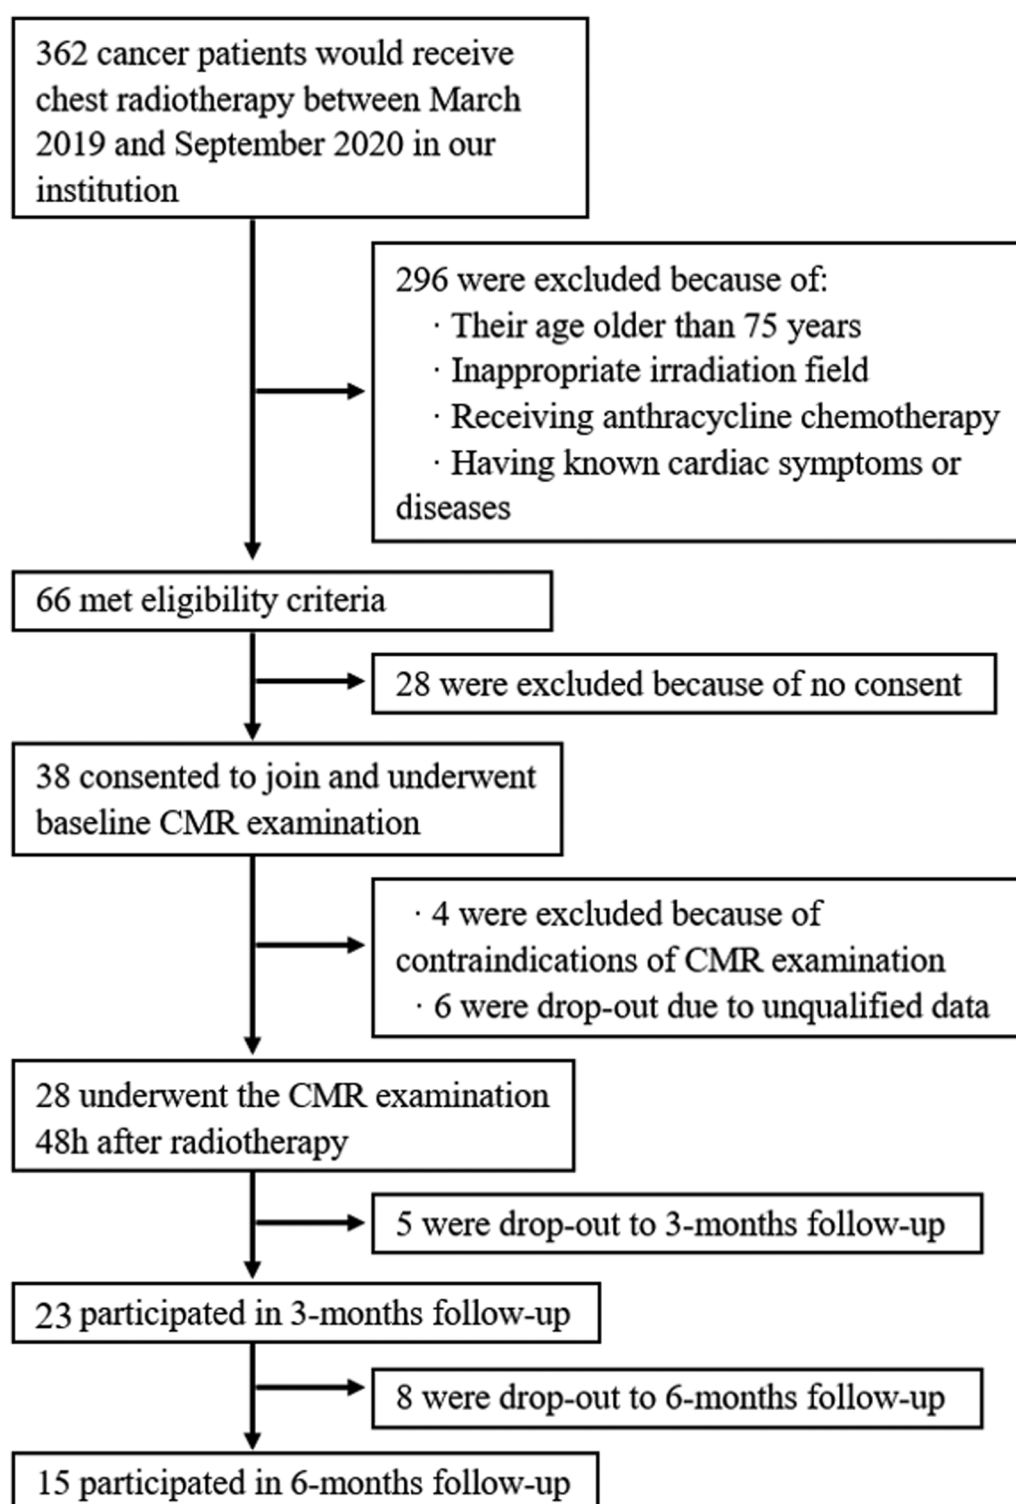 362 cancer patients would receive
chest radiotherapy between March
2019 and September 2020 in our
institution
296 were excluded because of:
· Their age older than 75 years
· Inappropriate irradiation field
· Receiving anthracycline chemotherapy
· Having known cardiac symptoms or
diseases
66 met eligibility criteria
28 were excluded because of no consent
38 consented to join and underwent
baseline CMR examination
· 4 were excluded because of
contraindications of CMR examination
· 6 were drop-out due to unqualified data
28 underwent the CMR examination
48h after radiotherapy
5 were drop-out to 3-months follow-up
23 participated in 3-months follow-up
8 were drop-out to 6-months follow-up
15 participated in 6-months follow-up